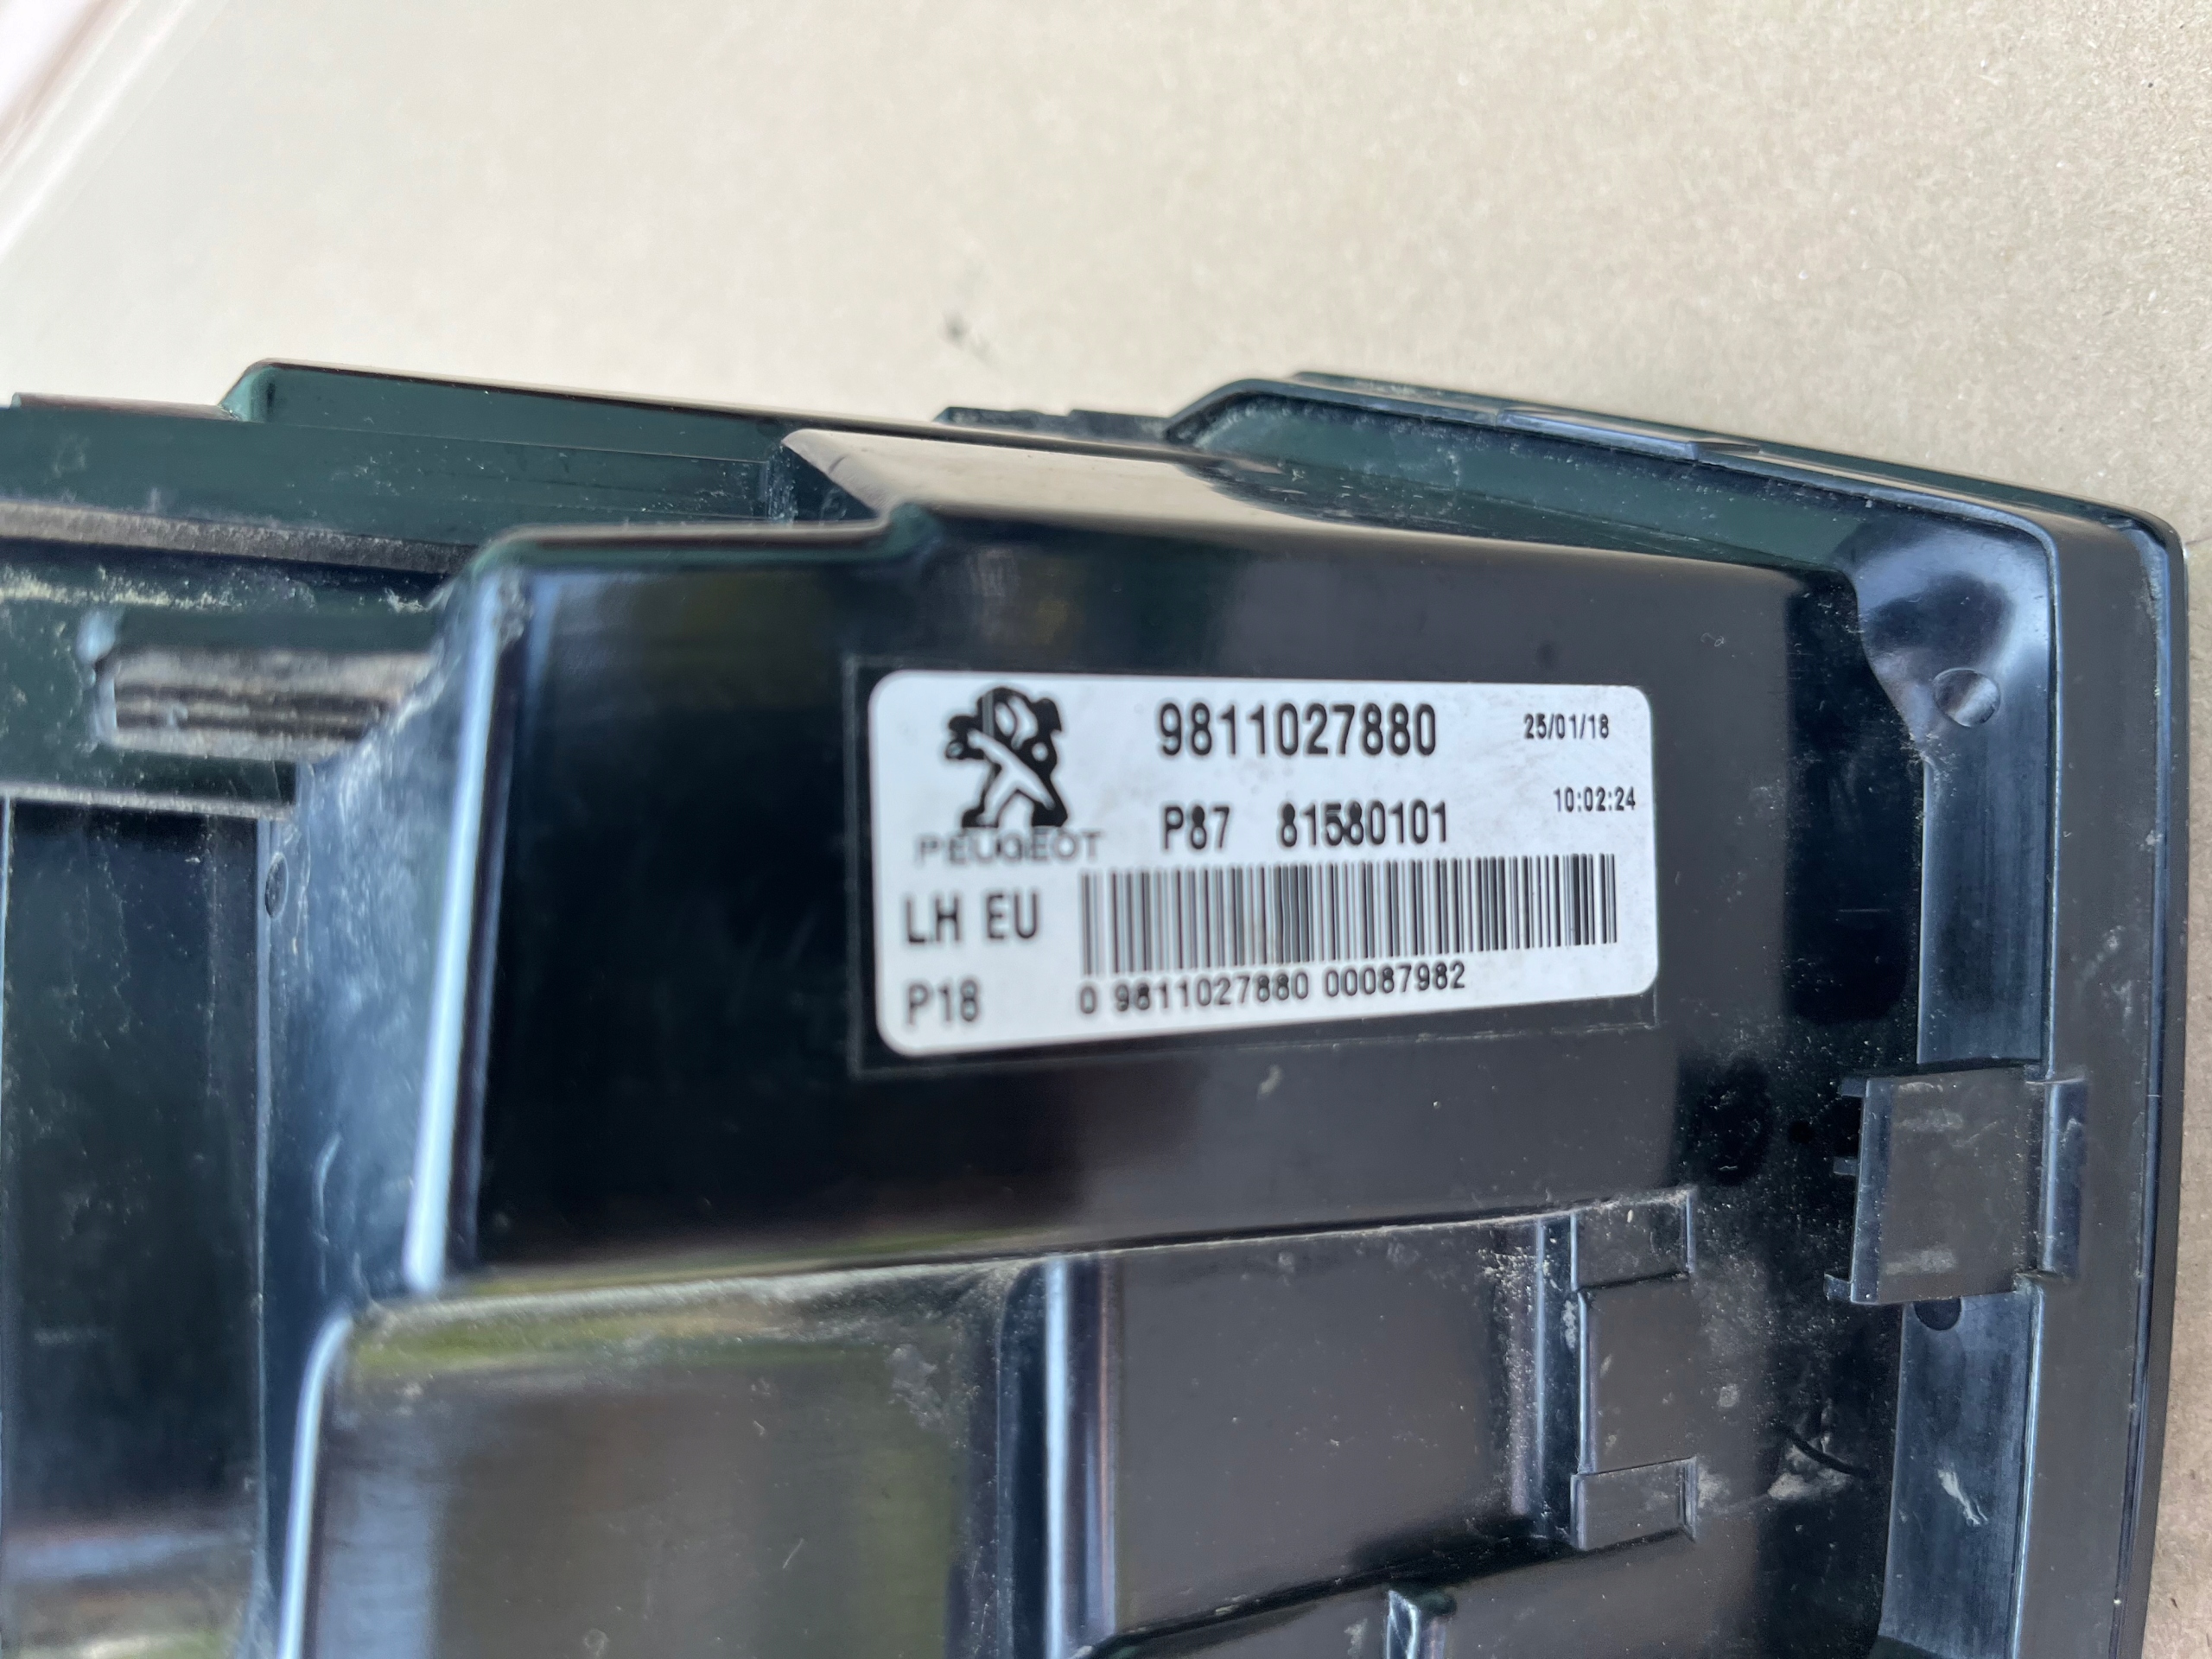 9811027880 25/01/18
P87 81580101 10:02:24
PEUGEOT
LH EU
P18 0 9811027880 00087982